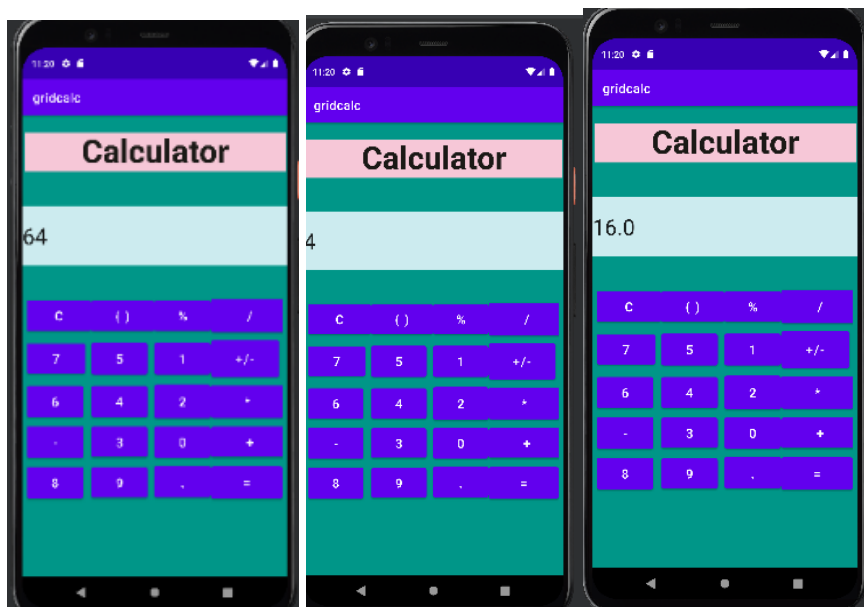 11:20
gridcalc
Calculator
64
C ( ) % /
7 5 1 +/-
6 4 2 *
- 3 0 +
8 9 . =
11:20
gridcalc
Calculator
4
C ( ) % /
7 5 1 +/-
6 4 2 *
- 3 0 +
8 9 . =
11:20
gridcalc
Calculator
16.0
C ( ) % /
7 5 1 +/-
6 4 2 *
- 3 0 +
8 9 . =